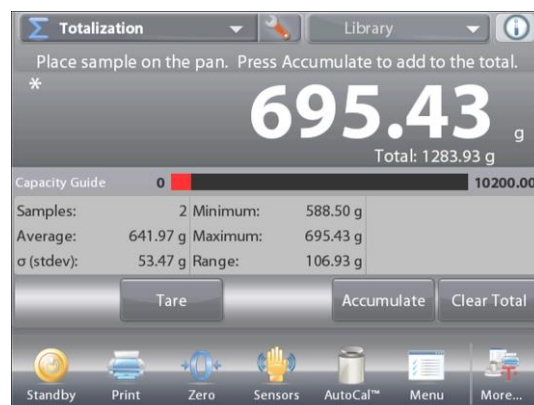 Σ Totalization Library
Place sample on the pan. Press Accumulate to add to the total.
*
695.43 g
Total: 1283.93 g
Capacity Guide 0 10200.00
Samples: 2 Minimum: 588.50 g
Average: 641.97 g Maximum: 695.43 g
σ (stdev): 53.47 g Range: 106.93 g
Tare Accumulate Clear Total
Standby Print Zero Sensors AutoCal™ Menu More...